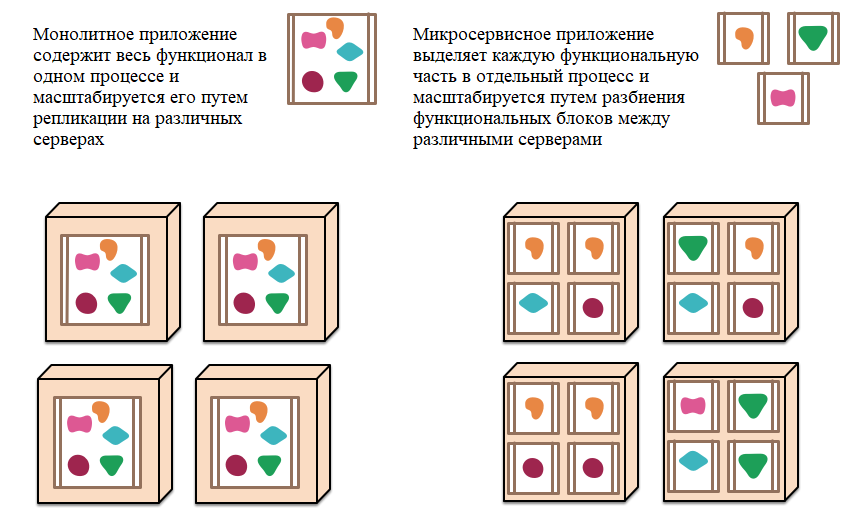 Монолитное приложение
содержит весь функционал в
одном процессе и
масштабируется его путем
репликации на различных
серверах
Микросервисное приложение
выделяет каждую функциональную
часть в отдельный процесс и
масштабируется путем разбиения
функциональных блоков между
различными серверами